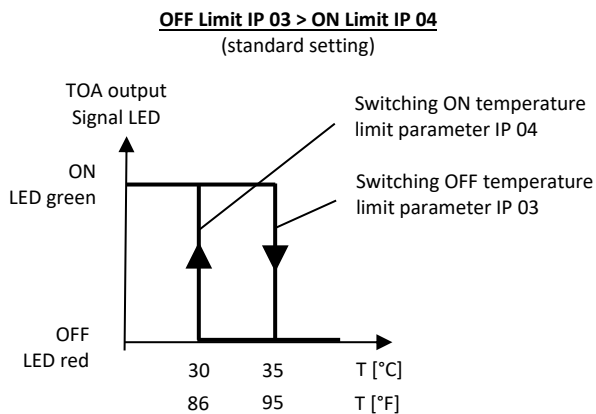 OFF Limit IP 03 > ON Limit IP 04
(standard setting)
TOA output
Signal LED
Switching ON temperature
limit parameter IP 04
ON
LED green
Switching OFF temperature
limit parameter IP 03
OFF
LED red
30 35 T [°C]
86 95 T [°F]